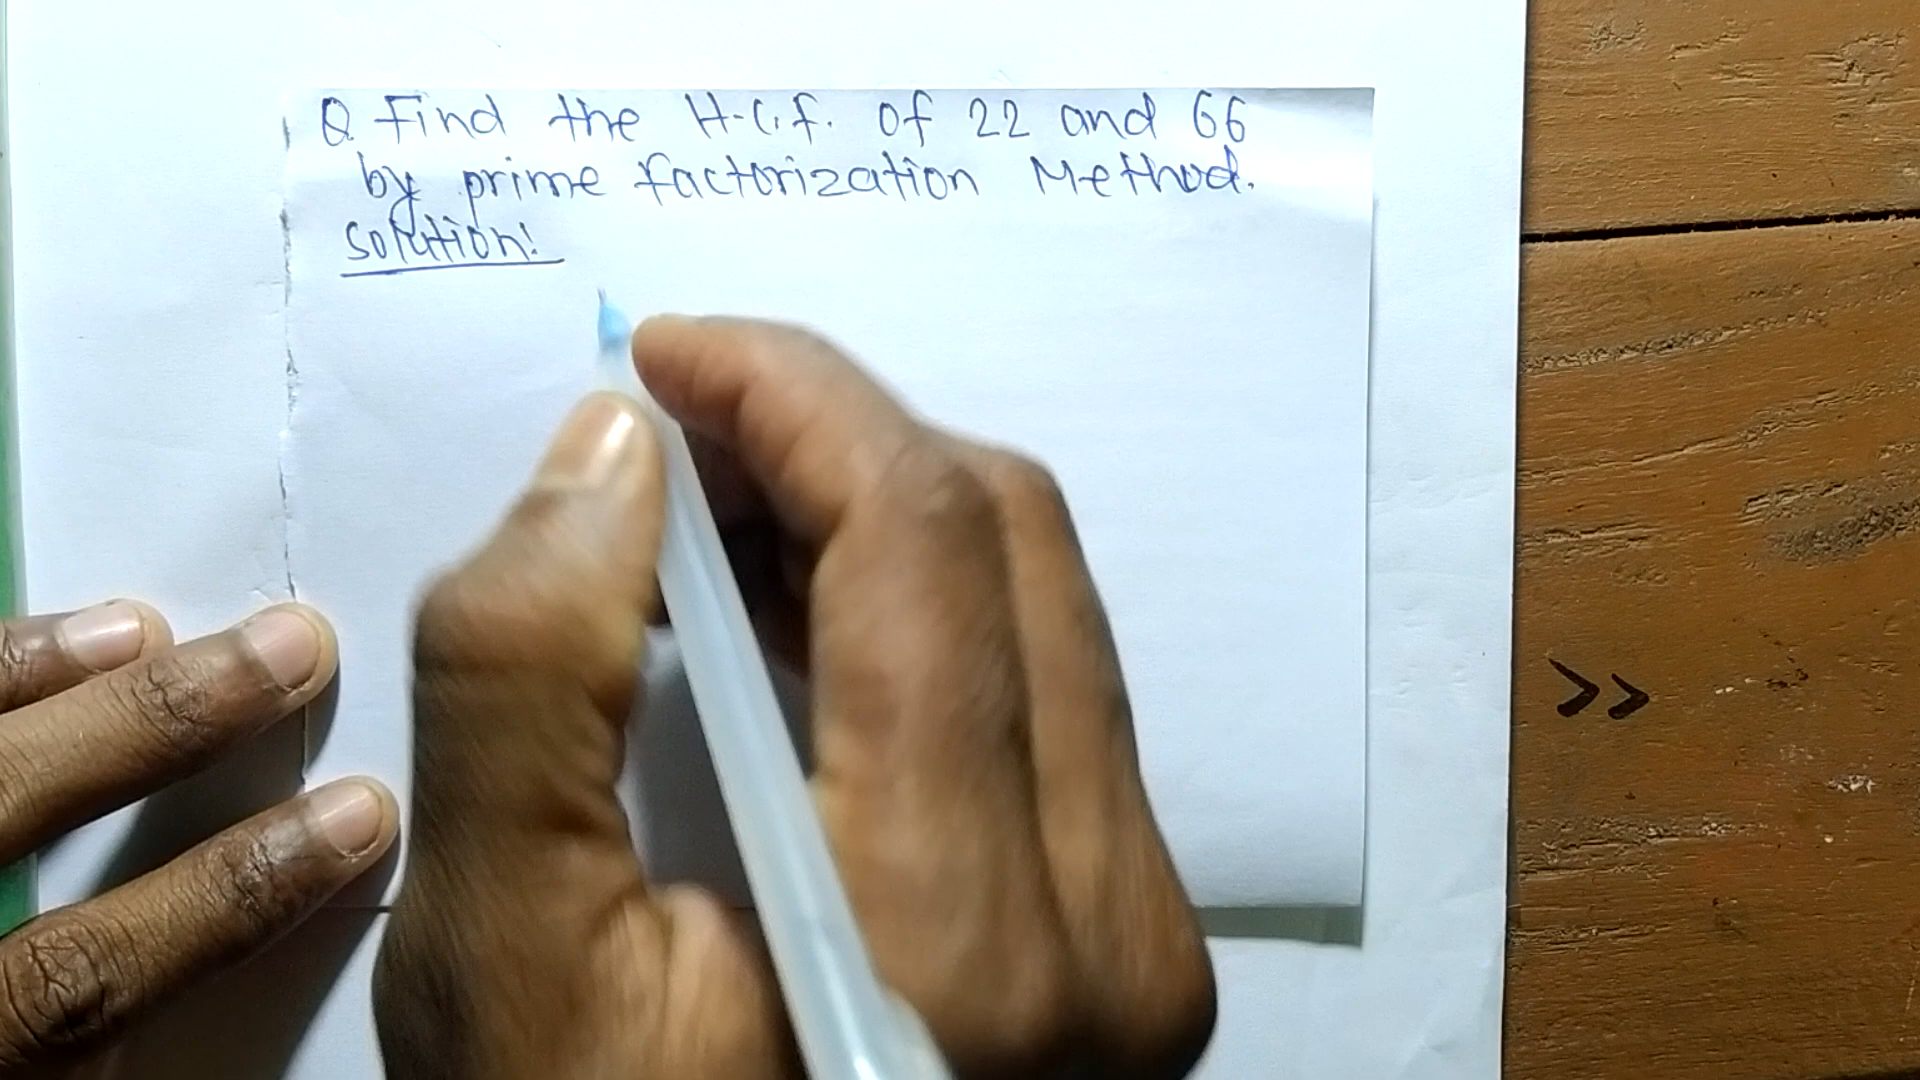 Q. Find the H.C.f. of 22 and 66
by prime factorization Method.
Solution:
>>